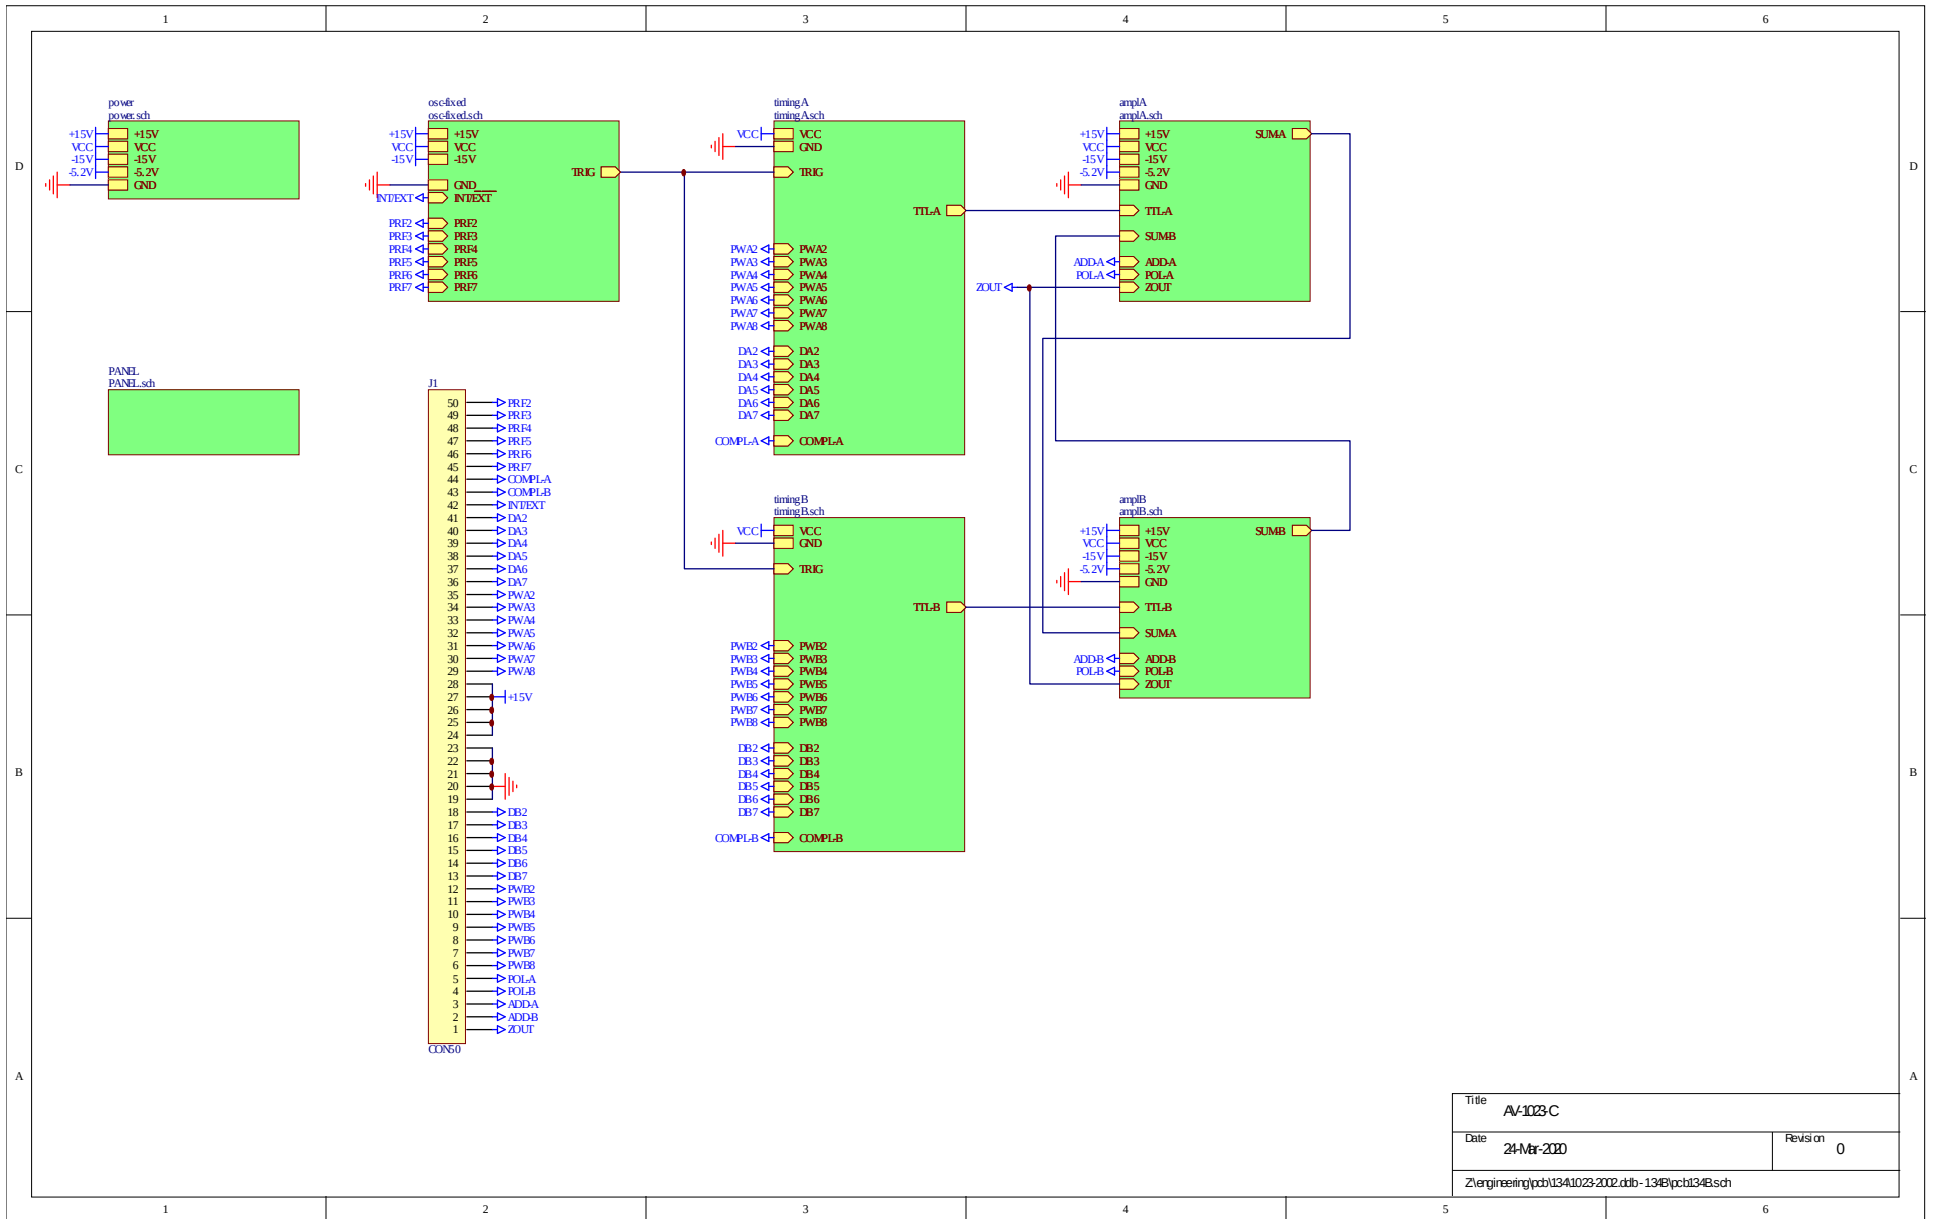 1 2 3 4 5 6
D
power
power.sch
+15V +15V
VCC VCC
-15V -15V
-5.2V -5.2V
GND
osc-fixed
osc-fixed.sch
+15V +15V
VCC VCC
-15V -15V
TRIG
GND
INT/EXT INT/EXT
PRF2 PRF2
PRF3 PRF3
PRF4 PRF4
PRF5 PRF5
PRF6 PRF6
PRF7 PRF7
timingA
timingA.sch
VCC VCC
GND
TRIG
TTL-A
PWA2 PWA2
PWA3 PWA3
PWA4 PWA4
PWA5 PWA5
PWA6 PWA6
PWA7 PWA7
PWA8 PWA8
DA2 DA2
DA3 DA3
DA4 DA4
DA5 DA5
DA6 DA6
DA7 DA7
COMPL-A COMPL-A
amplA
amplA.sch
+15V +15V SUM-A
VCC VCC
-15V -15V
-5.2V -5.2V
GND
TTL-A
SUM-B
ADD-A ADD-A
POL-A POL-A
ZOUT ZOUT
D
C
PANEL
PANEL.sch
J1
50 PRF2
49 PRF3
48 PRF4
47 PRF5
46 PRF6
45 PRF7
44 COMPL-A
43 COMPL-B
42 INT/EXT
41 DA2
40 DA3
39 DA4
38 DA5
37 DA6
36 DA7
35 PWA2
34 PWA3
33 PWA4
32 PWA5
31 PWA6
30 PWA7
29 PWA8
28
27 +15V
26
25
24
23
22
21
20
19
18 DB2
17 DB3
16 DB4
15 DB5
14 DB6
13 DB7
12 PWB2
11 PWB3
10 PWB4
9 PWB5
8 PWB6
7 PWB7
6 PWB8
5 POL-A
4 POL-B
3 ADD-A
2 ADD-B
1 ZOUT
CON50
timingB
timingB.sch
VCC VCC
GND
TRIG
TTL-B
PWB2 PWB2
PWB3 PWB3
PWB4 PWB4
PWB5 PWB5
PWB6 PWB6
PWB7 PWB7
PWB8 PWB8
DB2 DB2
DB3 DB3
DB4 DB4
DB5 DB5
DB6 DB6
DB7 DB7
COMPL-B COMPL-B
amplB
amplB.sch
+15V +15V SUM-B
VCC VCC
-15V -15V
-5.2V -5.2V
GND
TTL-B
SUM-A
ADD-B ADD-B
POL-B POL-B
ZOUT
C
B
B
A
A
Title
AV-1023-C
Date
24-Mar-2020
Revision
0
Z:\engineering\pcb\134\1023-2002.ddb - 134B\pcb134B.sch
1 2 3 4 5 6